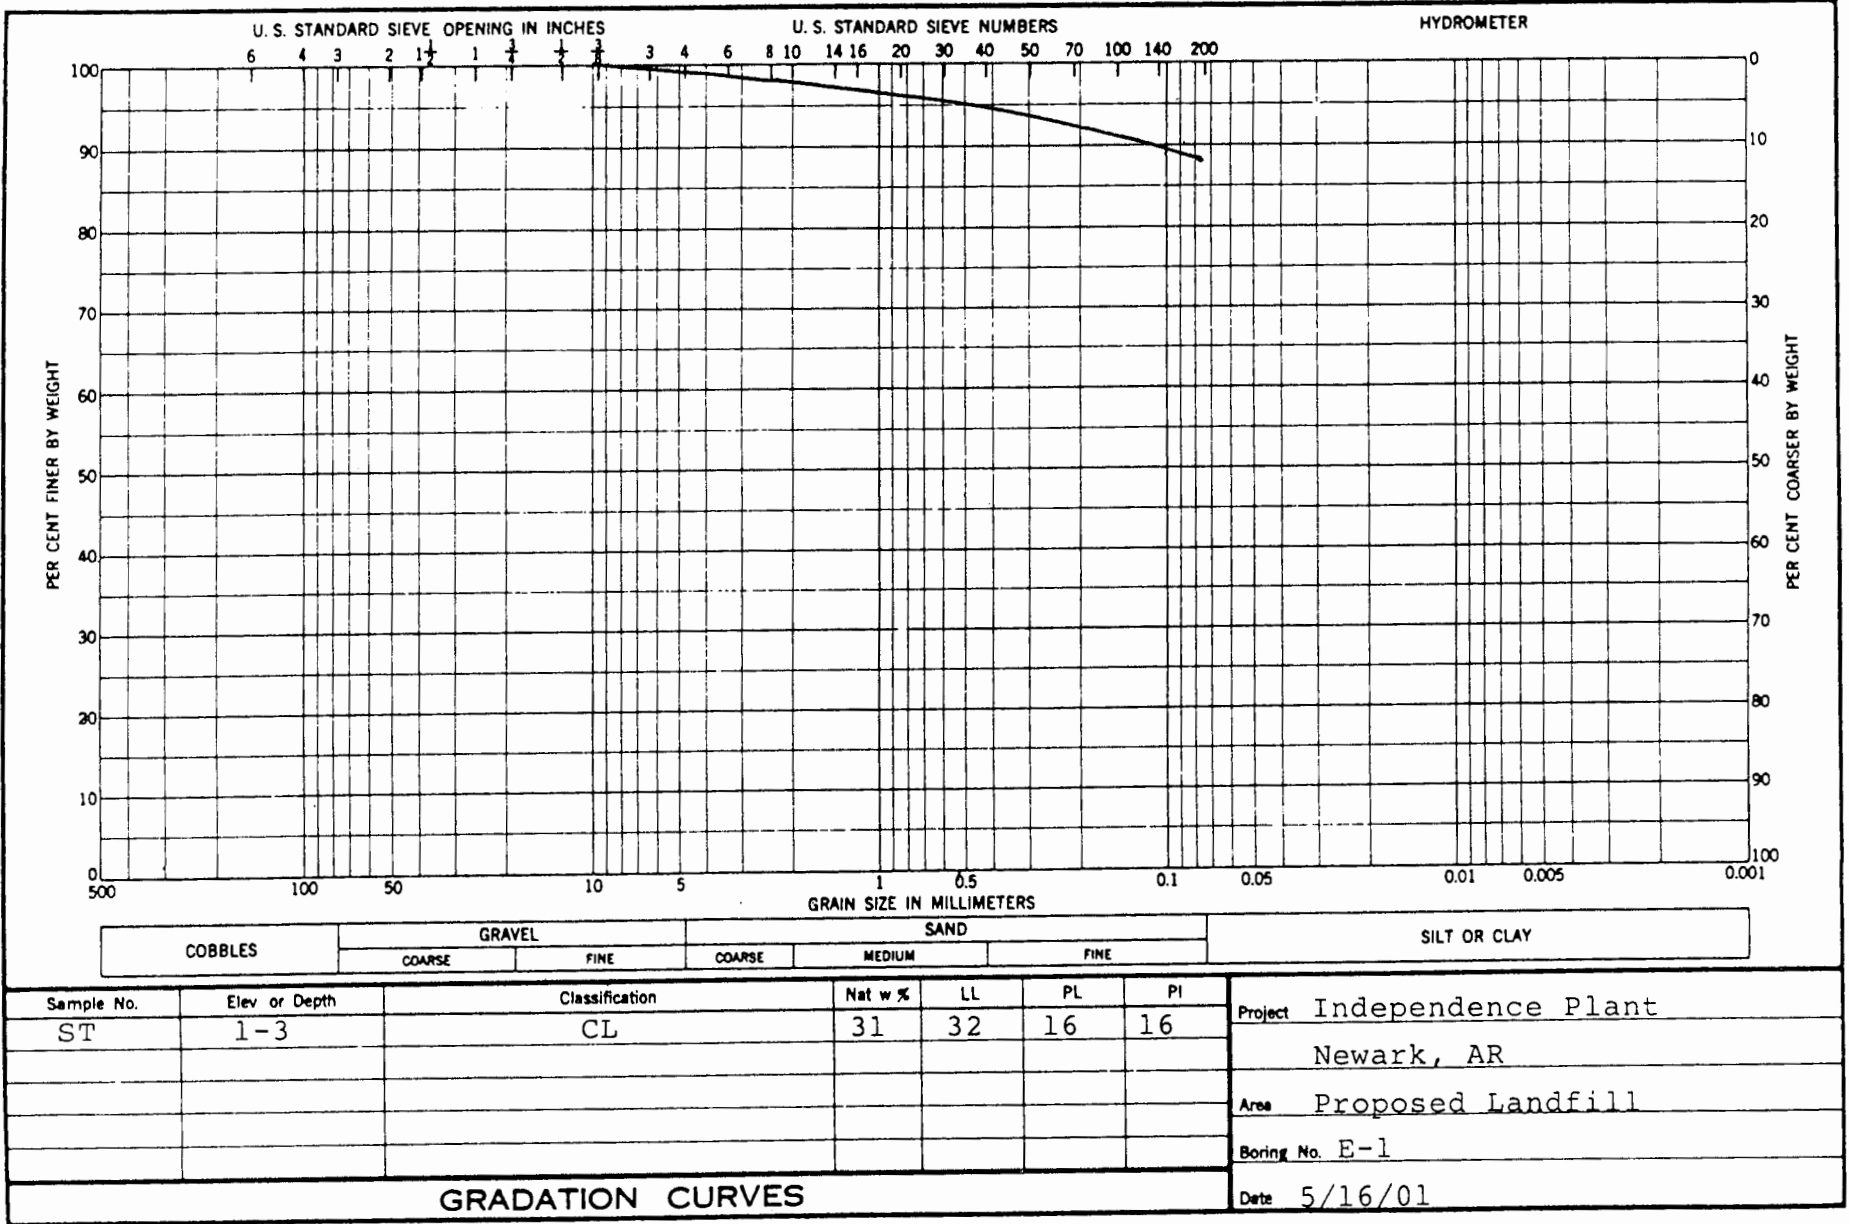 U. S. STANDARD SIEVE OPENING IN INCHES U. S. STANDARD SIEVE NUMBERS HYDROMETER
6 4 3 2 1½ 1 ¾ ½ ⅜ 3 4 6 8 10 14 16 20 30 40 50 70 100 140 200
100 0
90 10
80 20
70 30
60 40
50 50
40 60
30 70
20 80
10 90
0 100
PER CENT FINER BY WEIGHT
PER CENT COARSER BY WEIGHT
500 100 50 10 5 1 0.5 0.1 0.05 0.01 0.005 0.001
GRAIN SIZE IN MILLIMETERS
COBBLES GRAVEL SAND SILT OR CLAY
COARSE FINE COARSE MEDIUM FINE
Sample No. Elev or Depth Classification Nat w % LL PL PI
ST 1-3 CL 31 32 16 16
Project Independence Plant
Newark, AR
Area Proposed Landfill
Boring No. E-1
Date 5/16/01
GRADATION CURVES